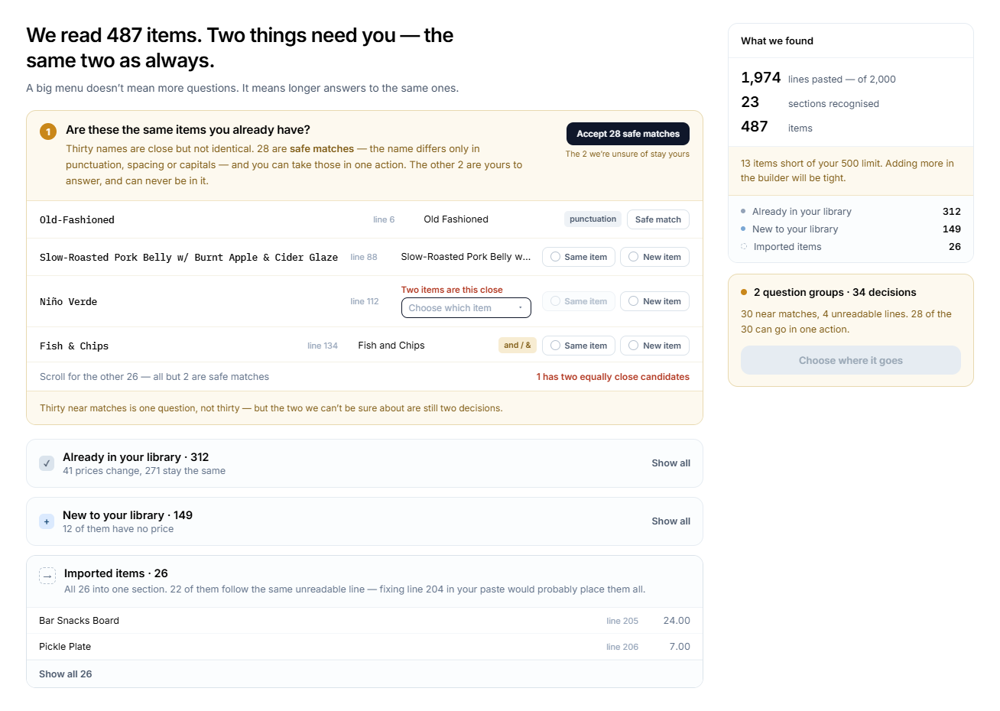 We read 487 items. Two things need you — the
same two as always.
A big menu doesn’t mean more questions. It means longer answers to the same ones.
1
Are these the same items you already have?
Thirty names are close but not identical. 28 are safe matches — the name differs only in
punctuation, spacing or capitals — and you can take those in one action. The other 2 are yours to
answer, and can never be in it.
Accept 28 safe matches
The 2 we’re unsure of stay yours
Old-Fashioned line 6 Old Fashioned punctuation Safe match
Slow-Roasted Pork Belly w/ Burnt Apple & Cider Glaze line 88 Slow-Roasted Pork Belly w… Same item New item
Two items are this close
Niño Verde line 112 Choose which item Same item New item
Fish & Chips line 134 Fish and Chips and / & Same item New item
Scroll for the other 26 — all but 2 are safe matches 1 has two equally close candidates
Thirty near matches is one question, not thirty — but the two we can’t be sure about are still two decisions.
✓ Already in your library · 312
41 prices change, 271 stay the same
Show all
+ New to your library · 149
12 of them have no price
Show all
→ Imported items · 26
All 26 into one section. 22 of them follow the same unreadable line — fixing line 204 in your paste would probably place them all.
Bar Snacks Board line 205 24.00
Pickle Plate line 206 7.00
Show all 26
What we found
1,974 lines pasted — of 2,000
23 sections recognised
487 items
13 items short of your 500 limit. Adding more in
the builder will be tight.
Already in your library 312
New to your library 149
Imported items 26
2 question groups · 34 decisions
30 near matches, 4 unreadable lines. 28 of the
30 can go in one action.
Choose where it goes